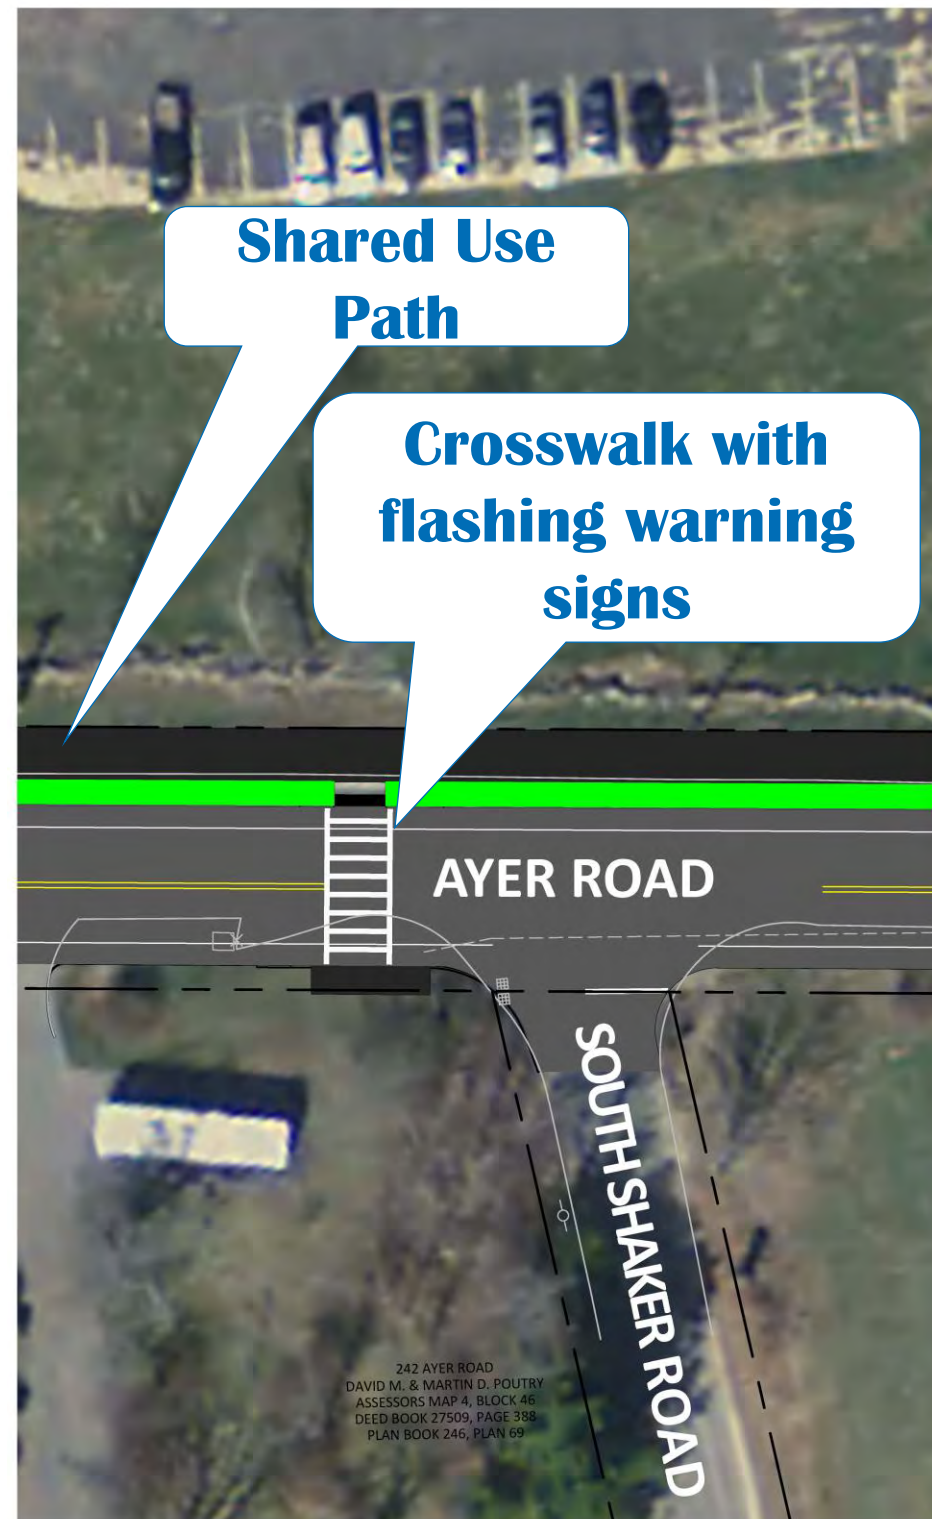 Shared Use
Path
Crosswalk with
flashing warning
signs
AYER ROAD
SOUTH SHAKER ROAD
242 AYER ROAD
DAVID M. & MARTIN D. POUTRY
ASSESSORS MAP 4, BLOCK 46
DEED BOOK 27509, PAGE 388
PLAN BOOK 246, PLAN 69